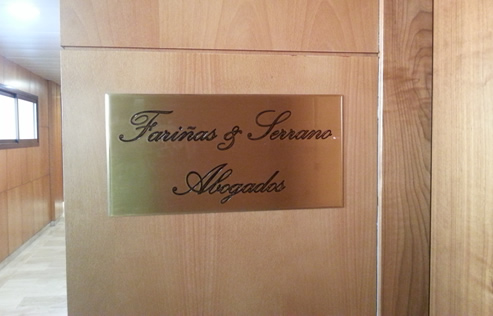 Fariñas & Serrano
Abogados